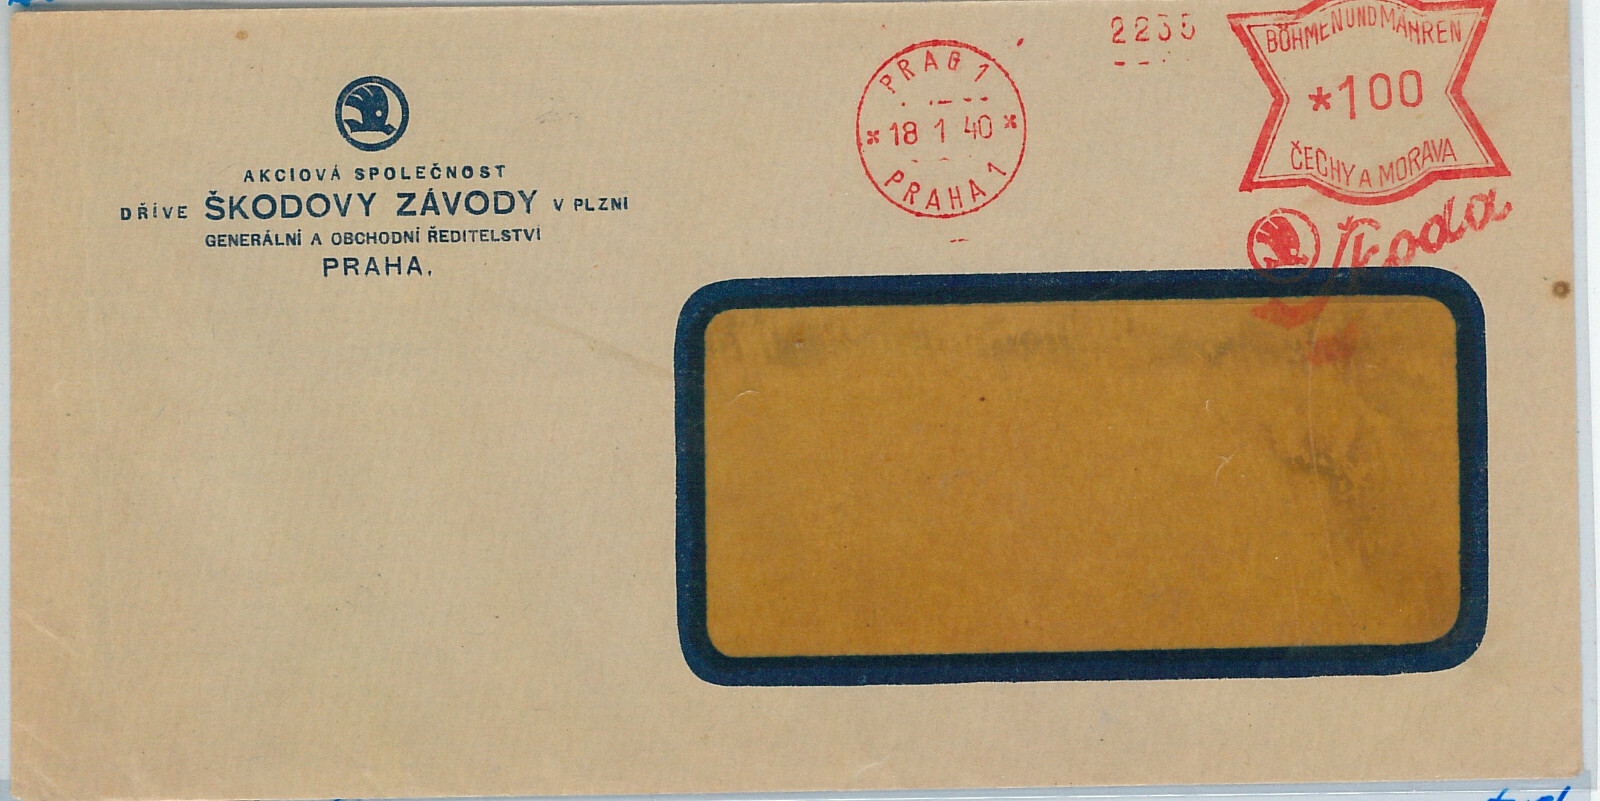 AKCIOVÁ SPOLEČNOST
DŘÍVE ŠKODOVY ZÁVODY V PLZNI
GENERÁLNÍ A OBCHODNÍ ŘEDITELSTVÍ
PRAHA.
PRAG 1
* 18 1 40 *
PRAHA 1
BÖHMEN UND MÄHREN
*100
ČECHY A MORAVA
Škoda